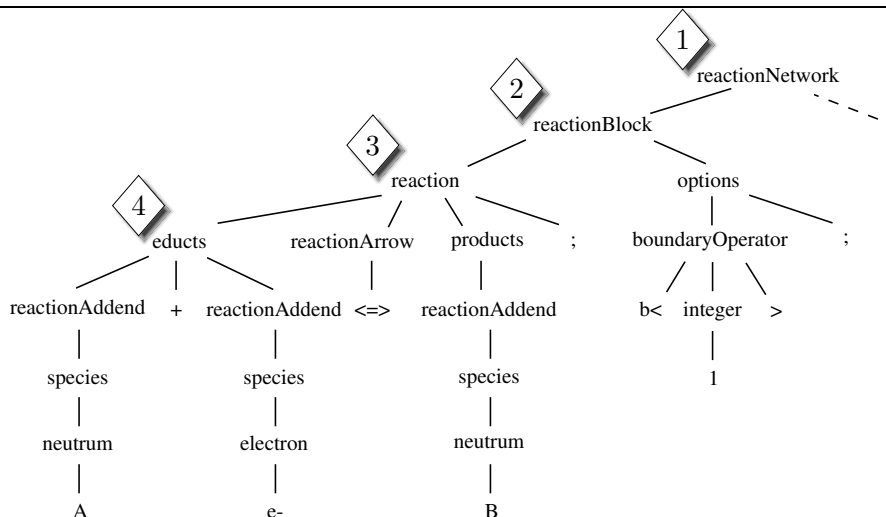 1
reactionNetwork
2
reactionBlock
3
reaction options
4
educts reactionArrow products ; boundaryOperator ;
reactionAddend + reactionAddend <=> reactionAddend b< integer >
species species species 1
neutrum electron neutrum
A e- B